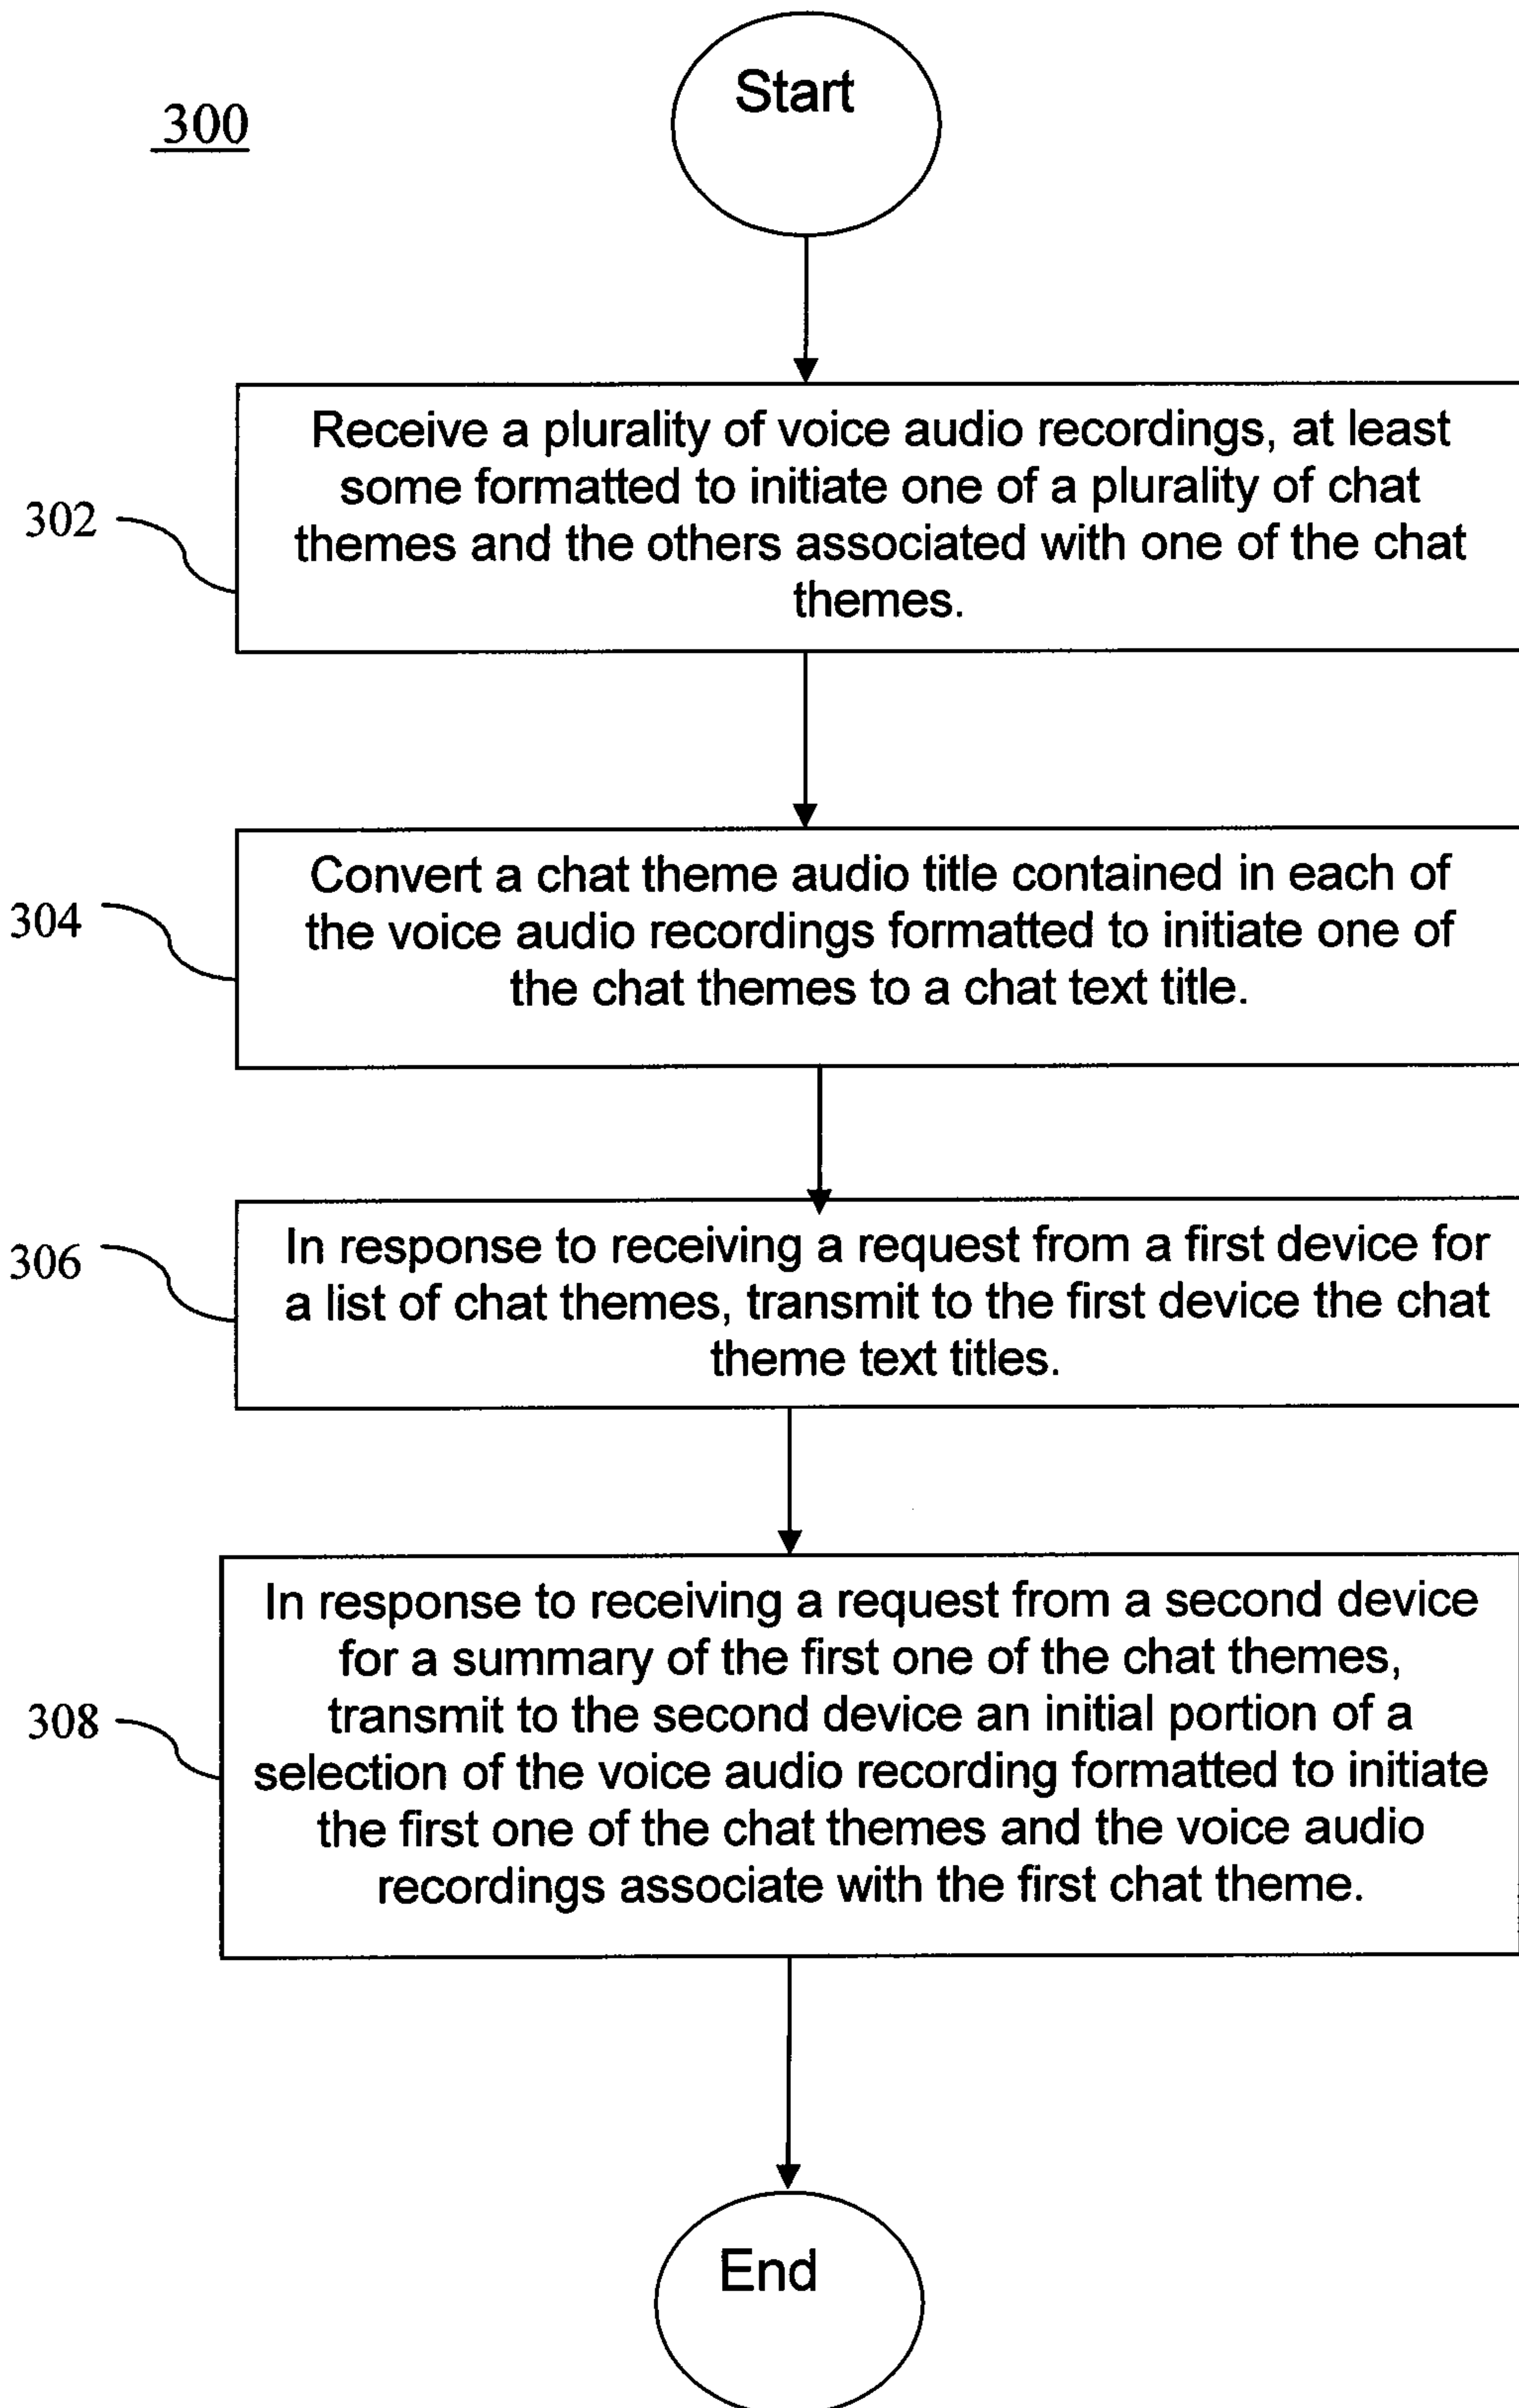 Start
300
Receive a plurality of voice audio recordings, at least
some formatted to initiate one of a plurality of chat
themes and the others associated with one of the chat
themes.
302
Convert a chat theme audio title contained in each of
the voice audio recordings formatted to initiate one of
the chat themes to a chat text title.
304
In response to receiving a request from a first device for
a list of chat themes, transmit to the first device the chat
theme text titles.
306
In response to receiving a request from a second device
for a summary of the first one of the chat themes,
transmit to the second device an initial portion of a
selection of the voice audio recording formatted to initiate
the first one of the chat themes and the voice audio
recordings associate with the first chat theme.
308
End